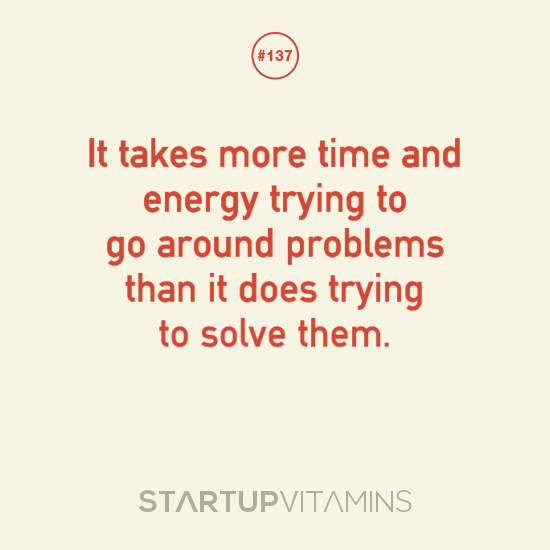 #137
It takes more time and
energy trying to
go around problems
than it does trying
to solve them.
STARTUPVITAMINS